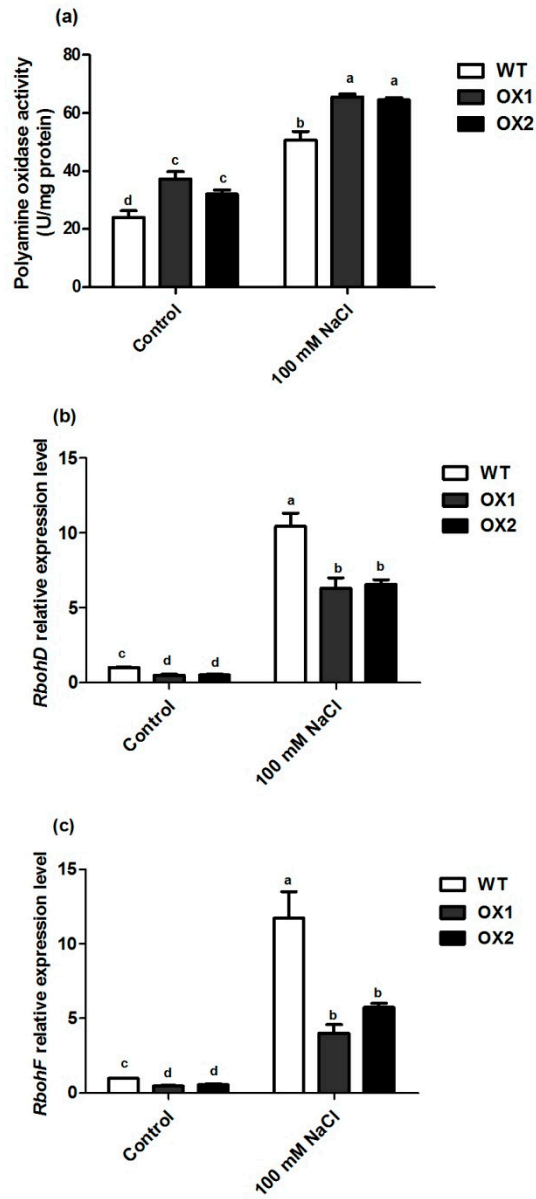 (a)
Polyamine oxidase activity
(U/mg protein)
80
60
40
20
0
d
c
c
b
a
a
Control
100 mM NaCl
WT
OX1
OX2
(b)
RbohD relative expression level
15
10
5
0
c
d
d
a
b
b
Control
100 mM NaCl
WT
OX1
OX2
(c)
RbohF relative expression level
15
10
5
0
c
d
d
a
b
b
Control
100 mM NaCl
WT
OX1
OX2